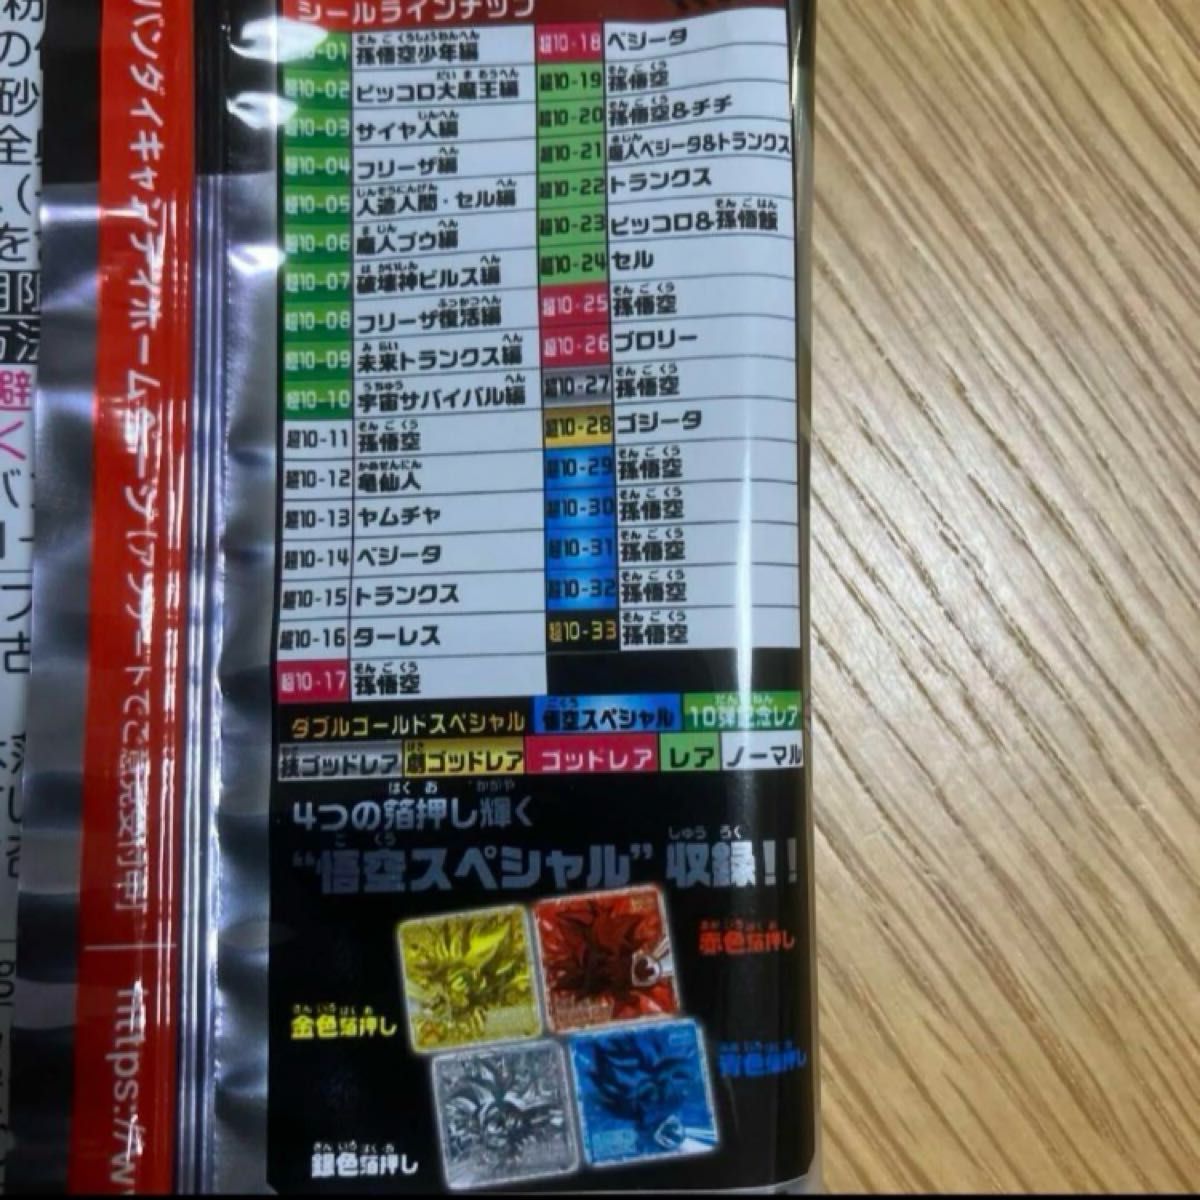 シールラインナップ
超10-01 孫悟空少年編
超10-02 ピッコロ大魔王編
超10-03 サイヤ人編
超10-04 フリーザ編
超10-05 人造人間・セル編
超10-06 魔人ブウ編
超10-07 破壊神ビルス編
超10-08 フリーザ復活編
超10-09 未来トランクス編
超10-10 宇宙サバイバル編
超10-11 孫悟空
超10-12 亀仙人
超10-13 ヤムチャ
超10-14 ベジータ
超10-15 トランクス
超10-16 ターレス
超10-17 孫悟空
超10-18 ベジータ
超10-19 孫悟空
超10-20 孫悟空&チチ
超10-21 魔人ベジータ&トランクス
超10-22 トランクス
超10-23 ピッコロ&孫悟飯
超10-24 セル
超10-25 孫悟空
超10-26 ブロリー
超10-27 孫悟空
超10-28 ゴジータ
超10-29 孫悟空
超10-30 孫悟空
超10-31 孫悟空
超10-32 孫悟空
超10-33 孫悟空
ダブルゴールドスペシャル 悟空スペシャル 10弾記念レア
ゴッドレア 劇ゴッドレア ゴッドレア レア ノーマル
4つの箔押し輝く
“悟空スペシャル”収録!!
赤色箔押し
金色箔押し
青色箔押し
銀色箔押し
バンダイキャンディホームページ
https://w